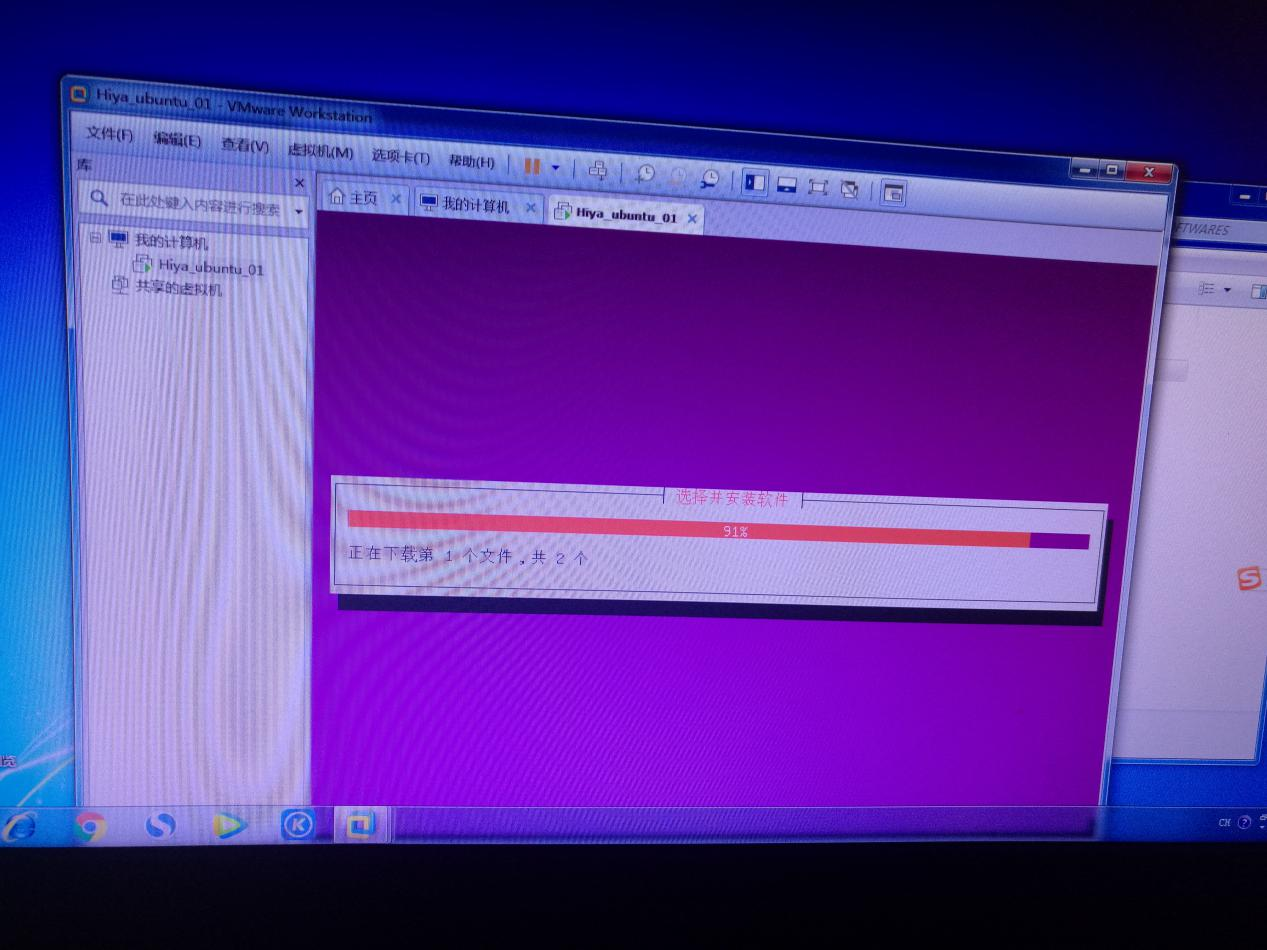 Hiya_ubuntu_01 - VMware Workstation
文件(F) 编辑(E) 查看(V) 虚拟机(M) 选项卡(T) 帮助(H)
库
在此处键入内容进行搜索
我的计算机
Hiya_ubuntu_01
共享的虚拟机
主页 我的计算机 Hiya_ubuntu_01
选择并安装软件
91%
正在下载第 1 个文件,共 2 个
FTWARES
览
CH